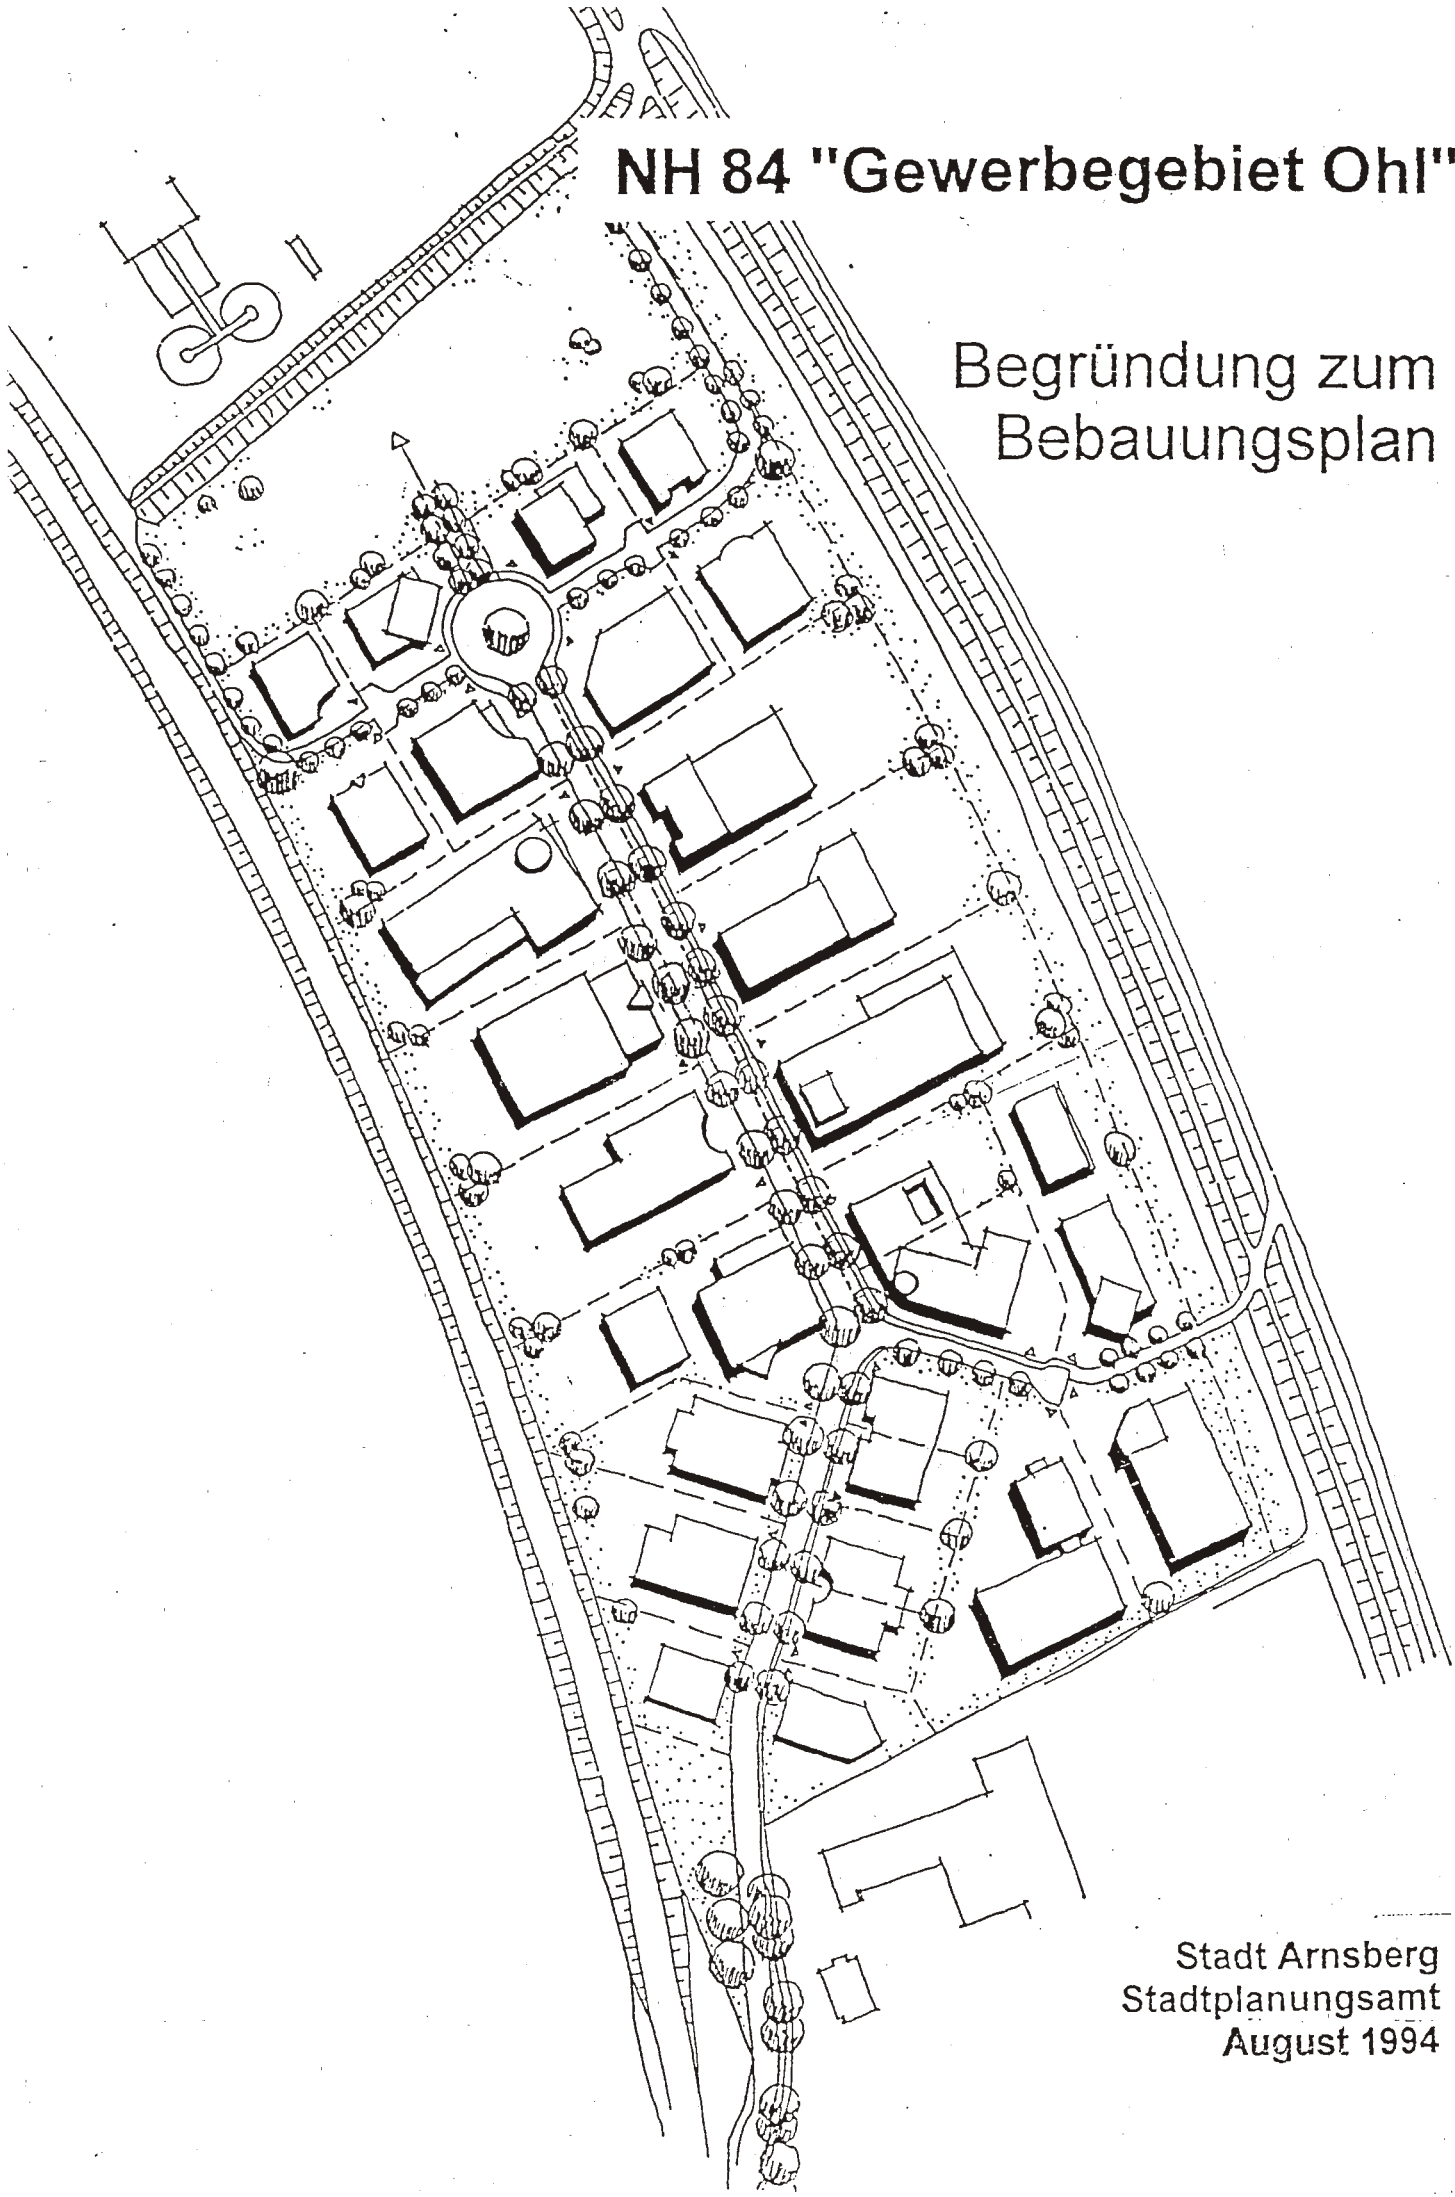 NH 84 "Gewerbegebiet Ohl"
Begründung zum
Bebauungsplan
Stadt Arnsberg
Stadtplanungsamt
August 1994